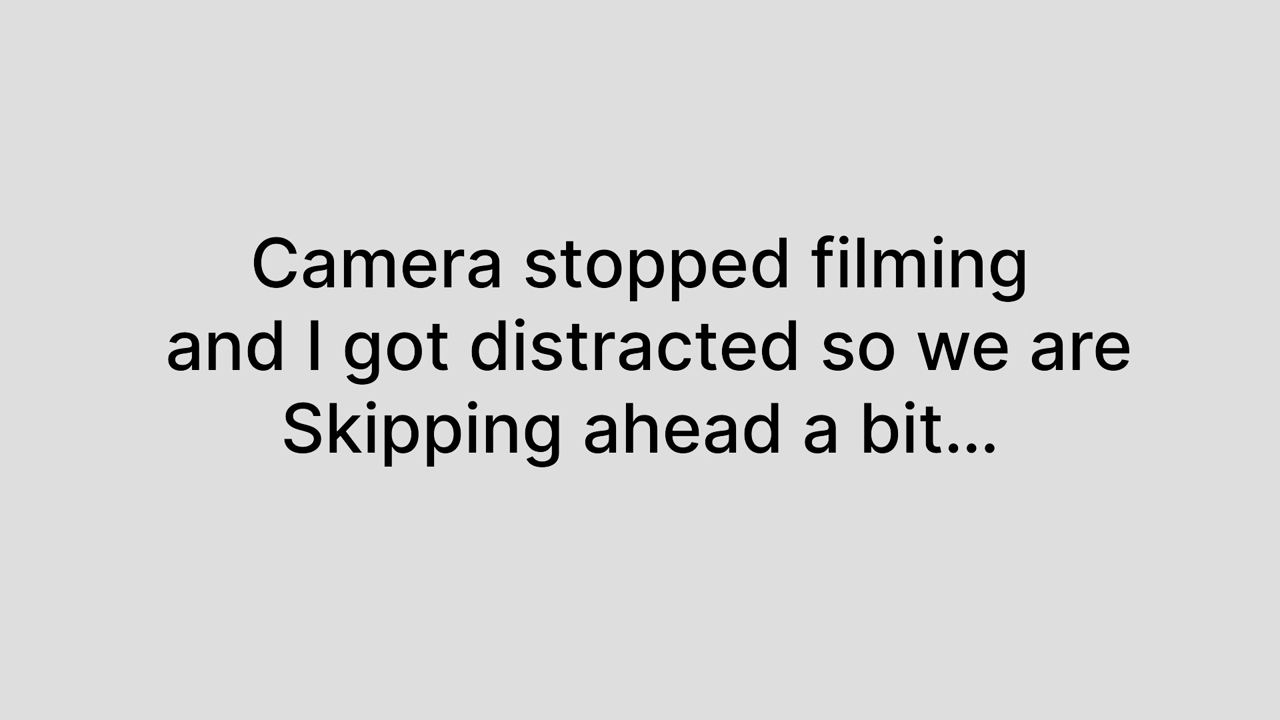 Camera stopped filming
and I got distracted so we are
Skipping ahead a bit...